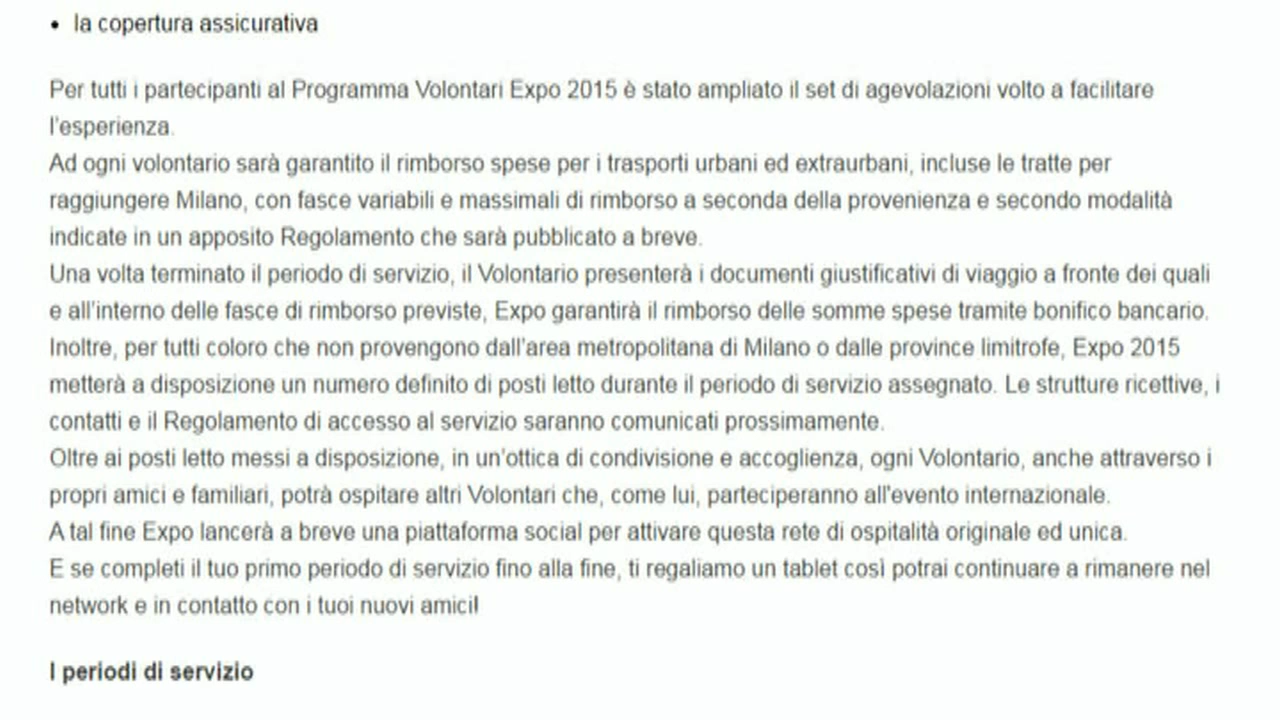 • la copertura assicurativa
Per tutti i partecipanti al Programma Volontari Expo 2015 è stato ampliato il set di agevolazioni volto a facilitare
l'esperienza.
Ad ogni volontario sarà garantito il rimborso spese per i trasporti urbani ed extraurbani, incluse le tratte per
raggiungere Milano, con fasce variabili e massimali di rimborso a seconda della provenienza e secondo modalità
indicate in un apposito Regolamento che sarà pubblicato a breve.
Una volta terminato il periodo di servizio, il Volontario presenterà i documenti giustificativi di viaggio a fronte dei quali
e all'interno delle fasce di rimborso previste, Expo garantirà il rimborso delle somme spese tramite bonifico bancario.
Inoltre, per tutti coloro che non provengono dall'area metropolitana di Milano o dalle province limitrofe, Expo 2015
metterà a disposizione un numero definito di posti letto durante il periodo di servizio assegnato. Le strutture ricettive, i
contatti e il Regolamento di accesso al servizio saranno comunicati prossimamente.
Oltre ai posti letto messi a disposizione, in un'ottica di condivisione e accoglienza, ogni Volontario, anche attraverso i
propri amici e familiari, potrà ospitare altri Volontari che, come lui, parteciperanno all'evento internazionale.
A tal fine Expo lancerà a breve una piattaforma social per attivare questa rete di ospitalità originale ed unica.
E se completi il tuo primo periodo di servizio fino alla fine, ti regaliamo un tablet così potrai continuare a rimanere nel
network e in contatto con i tuoi nuovi amici!
I periodi di servizio